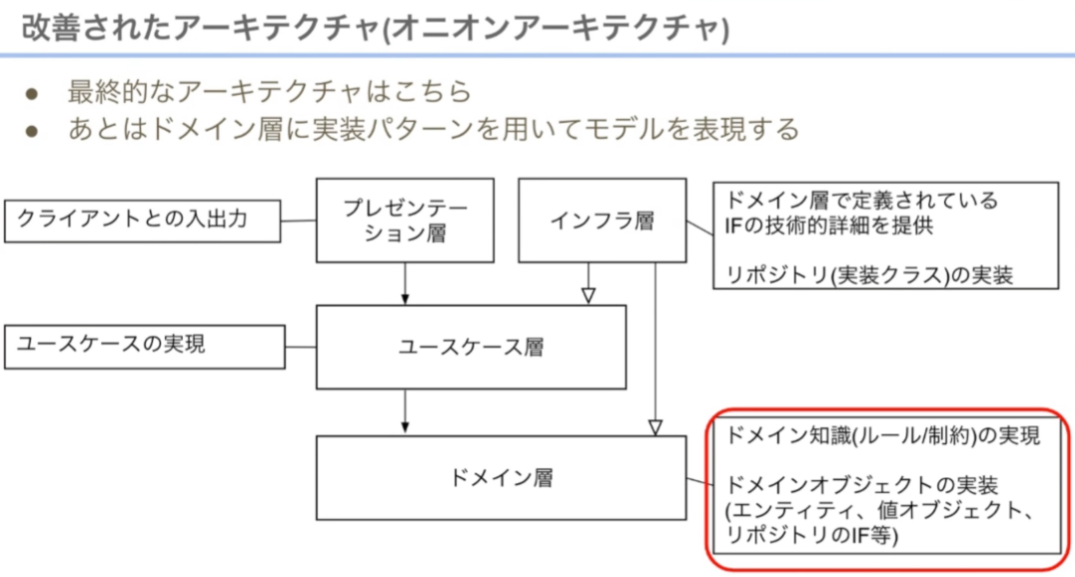 改善されたアーキテクチャ(オニオンアーキテクチャ)
● 最終的なアーキテクチャはこちら
● あとはドメイン層に実装パターンを用いてモデルを表現する
クライアントとの入出力
プレゼンテー
ション層
インフラ層
ドメイン層で定義されている
IFの技術的詳細を提供
リポジトリ(実装クラス)の実装
ユースケースの実現
ユースケース層
ドメイン層
ドメイン知識(ルール/制約)の実現
ドメインオブジェクトの実装
(エンティティ、値オブジェクト、
リポジトリのIF等)